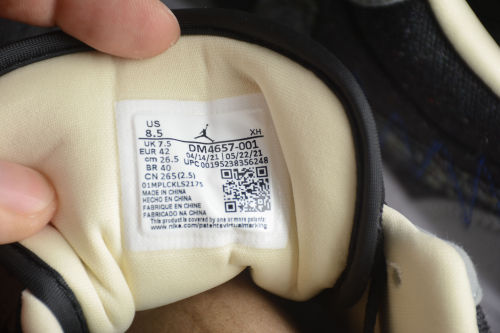 US
8.5 XH
UK 7.5 DM4657-001
EUR 42 04/14/21 05/22/21
cm 26.5 UPC 00195238356248
BR 40
CN 265(2.5)
01MPLCKLS217s
MADE IN CHINA
HECHO EN CHINA
FABRIQUE EN CHINE
FABRICADO EN CHINA
This product is covered by one or more patents
www.nike.com/patentsvirtualmarking